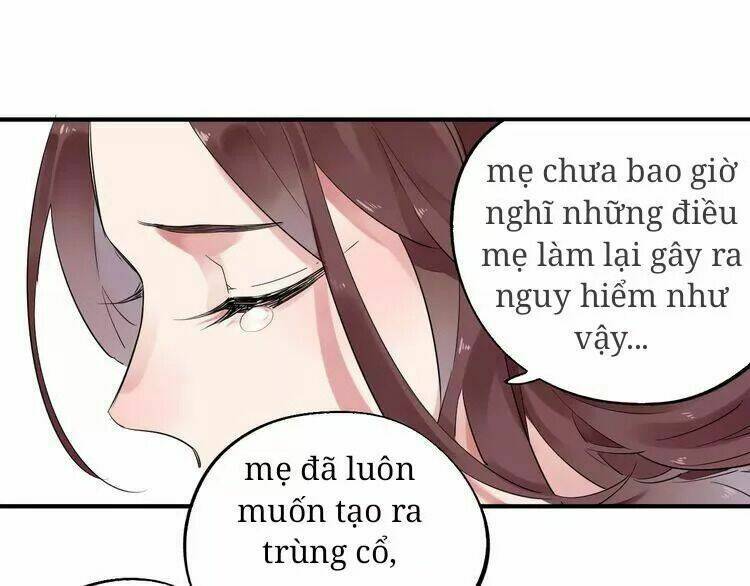 mẹ chưa bao giờ
nghĩ những điều
mẹ làm lại gây ra
nguy hiểm như
vậy...
mẹ đã luôn
muốn tạo ra
trùng cổ,